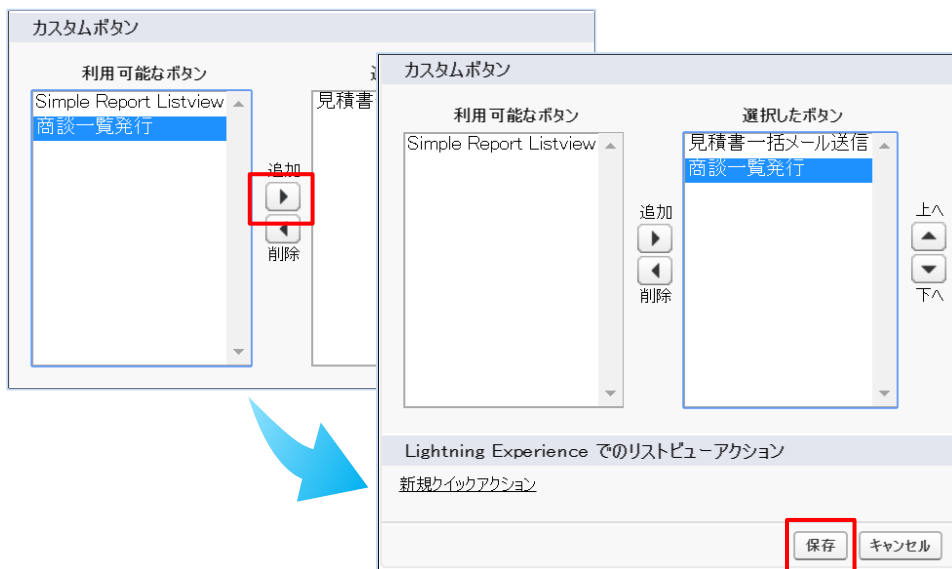 カスタムボタン
利用可能なボタン
Simple Report Listview
商談一覧発行
追加
削除
見積書
カスタムボタン
利用可能なボタン
Simple Report Listview
追加
削除
選択したボタン
見積書一括メール送信
商談一覧発行
上へ
下へ
Lightning Experience でのリストビューアクション
新規クイックアクション
保存
キャンセル